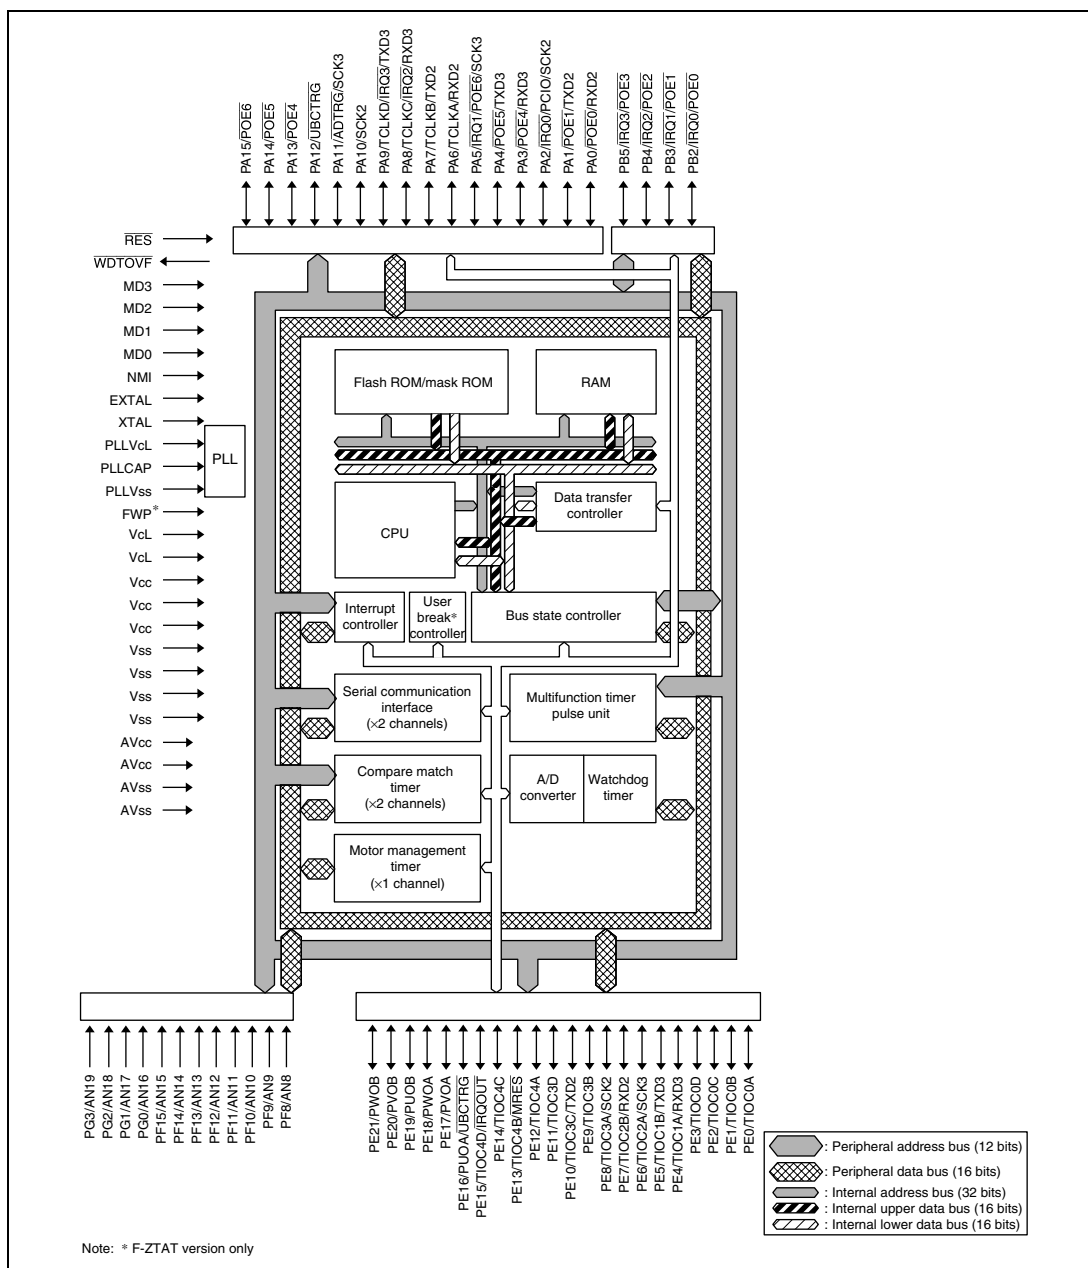 PA15/POE6
PA14/POE5
PA13/POE4
PA12/UBCTRG
PA11/ADTRG/SCK3
PA10/SCK2
PA9/TCLKD/IRQ3/TXD3
PA8/TCLKC/IRQ2/RXD3
PA7/TCLKB/TXD2
PA6/TCLKA/RXD2
PA5/IRQ1/POE6/SCK3
PA4/POE5/TXD3
PA3/POE4/RXD3
PA2/IRQ0/PCIO/SCK2
PA1/POE1/TXD2
PA0/POE0/RXD2
PB5/IRQ3/POE3
PB4/IRQ2/POE2
PB3/IRQ1/POE1
PB2/IRQ0/POE0
RES
WDTOVF
MD3
MD2
MD1
MD0
NMI
EXTAL
XTAL
PLLVcL
PLLCAP
PLLVss
FWP*
VcL
VcL
Vcc
Vcc
Vcc
Vss
Vss
Vss
Vss
AVcc
AVcc
AVss
AVss
PLL
Flash ROM/mask ROM
RAM
CPU
Data transfer
controller
Interrupt
controller
User
break*
controller
Bus state controller
Serial communication
interface
(×2 channels)
Multifunction timer
pulse unit
Compare match
timer
(×2 channels)
A/D
converter
Watchdog
timer
Motor management
timer
(×1 channel)
PG3/AN19
PG2/AN18
PG1/AN17
PG0/AN16
PF15/AN15
PF14/AN14
PF13/AN13
PF12/AN12
PF11/AN11
PF10/AN10
PF9/AN9
PF8/AN8
PE21/PWOB
PE20/PVOB
PE19/PUOB
PE18/PWOA
PE17/PVOA
PE16/PUOA/UBCTRG
PE15/TIOC4D/IRQOUT
PE14/TIOC4C
PE13/TIOC4B/MRES
PE12/TIOC4A
PE11/TIOC3D
PE10/TIOC3C/TXD2
PE9/TIOC3B
PE8/TIOC3A/SCK2
PE7/TIOC2B/RXD2
PE6/TIOC2A/SCK3
PE5/TIOC1B/TXD3
PE4/TIOC1A/RXD3
PE3/TIOC0D
PE2/TIOC0C
PE1/TIOC0B
PE0/TIOC0A
: Peripheral address bus (12 bits)
: Peripheral data bus (16 bits)
: Internal address bus (32 bits)
: Internal upper data bus (16 bits)
: Internal lower data bus (16 bits)
Note: * F-ZTAT version only